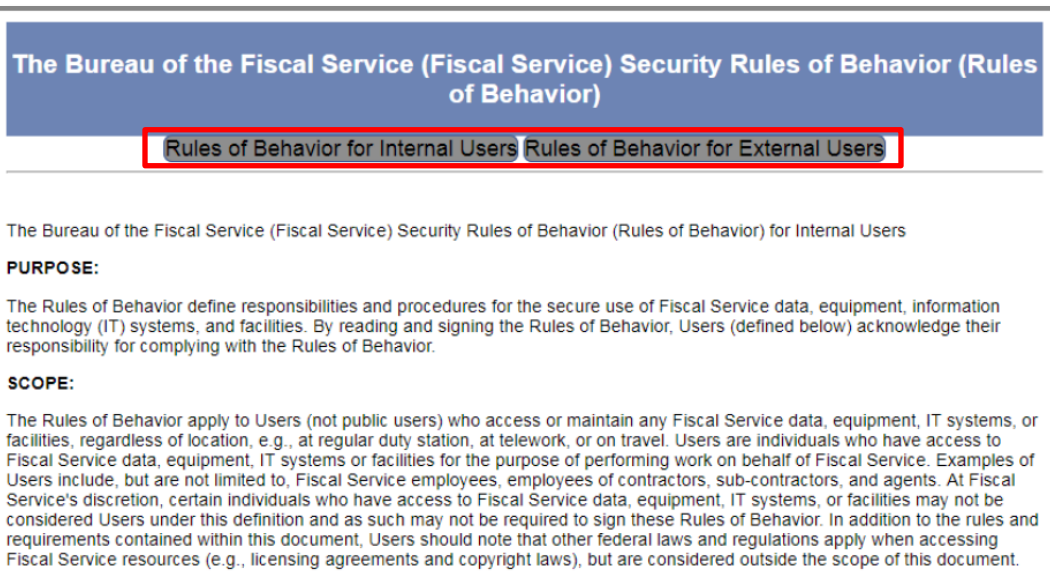 The Bureau of the Fiscal Service (Fiscal Service) Security Rules of Behavior (Rules
of Behavior)
Rules of Behavior for Internal Users Rules of Behavior for External Users
The Bureau of the Fiscal Service (Fiscal Service) Security Rules of Behavior (Rules of Behavior) for Internal Users
PURPOSE:
The Rules of Behavior define responsibilities and procedures for the secure use of Fiscal Service data, equipment, information
technology (IT) systems, and facilities. By reading and signing the Rules of Behavior, Users (defined below) acknowledge their
responsibility for complying with the Rules of Behavior.
SCOPE:
The Rules of Behavior apply to Users (not public users) who access or maintain any Fiscal Service data, equipment, IT systems, or
facilities, regardless of location, e.g., at regular duty station, at telework, or on travel. Users are individuals who have access to
Fiscal Service data, equipment, IT systems or facilities for the purpose of performing work on behalf of Fiscal Service. Examples of
Users include, but are not limited to, Fiscal Service employees, employees of contractors, sub-contractors, and agents. At Fiscal
Service's discretion, certain individuals who have access to Fiscal Service data, equipment, IT systems, or facilities may not be
considered Users under this definition and as such may not be required to sign these Rules of Behavior. In addition to the rules and
requirements contained within this document, Users should note that other federal laws and regulations apply when accessing
Fiscal Service resources (e.g., licensing agreements and copyright laws), but are considered outside the scope of this document.